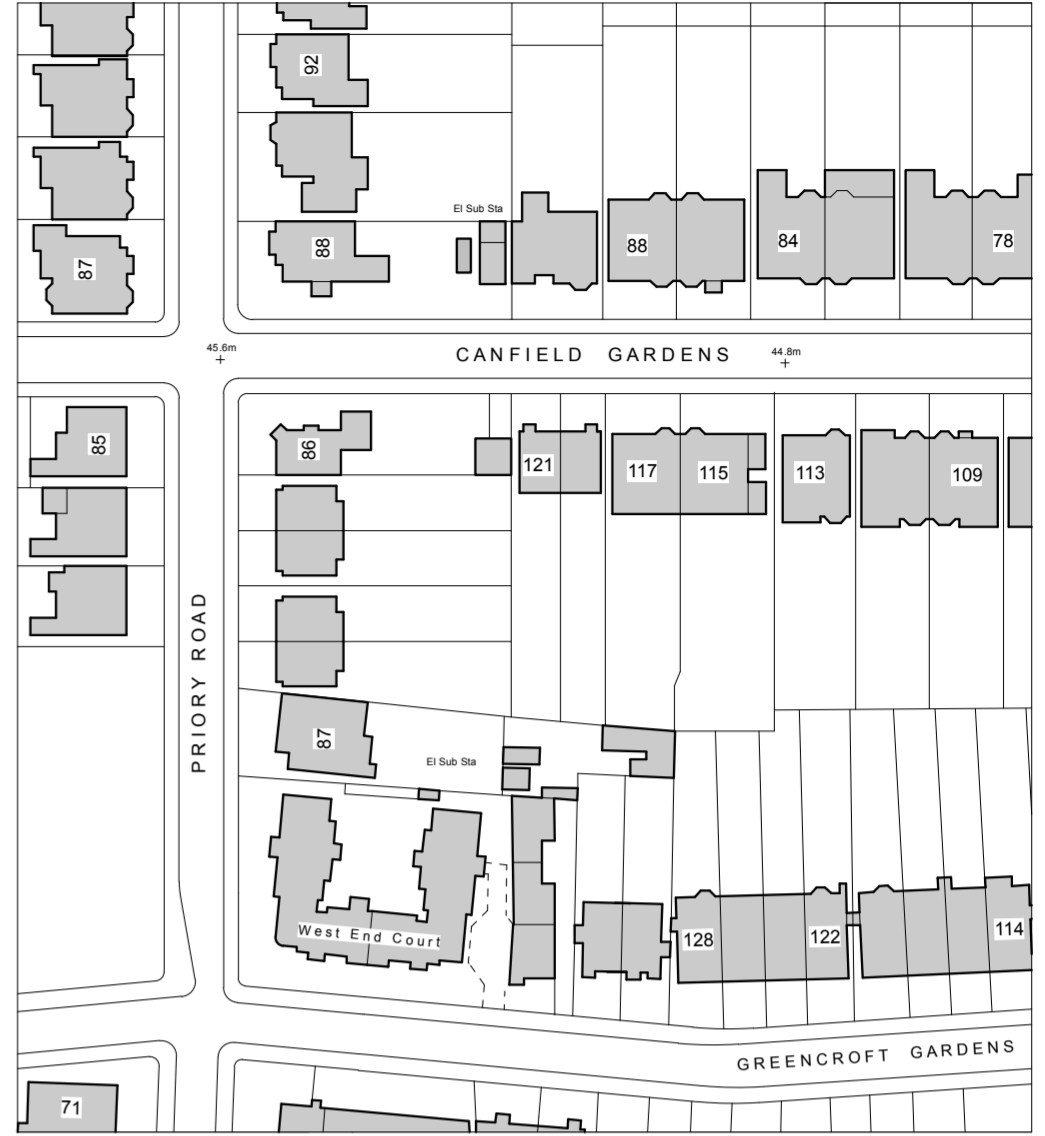 92
El Sub Sta
88
88
84
78
87
45.6m
CANFIELD GARDENS
44.8m
85
86
121
117
115
113
109
PRIORY ROAD
87
El Sub Sta
West End Court
128
122
114
GREENCROFT GARDENS
71